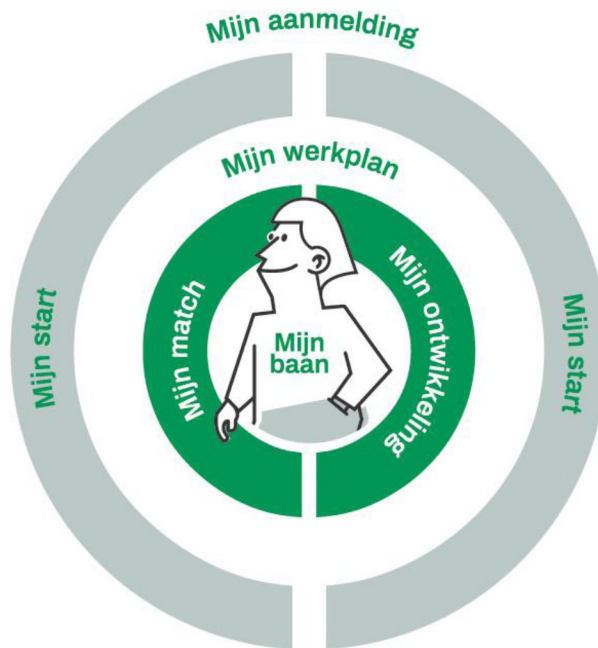 Mijn aanmelding
Mijn werkplan
Mijn start
Mijn match
Mijn
baan
Mijn ontwikkeling
Mijn start